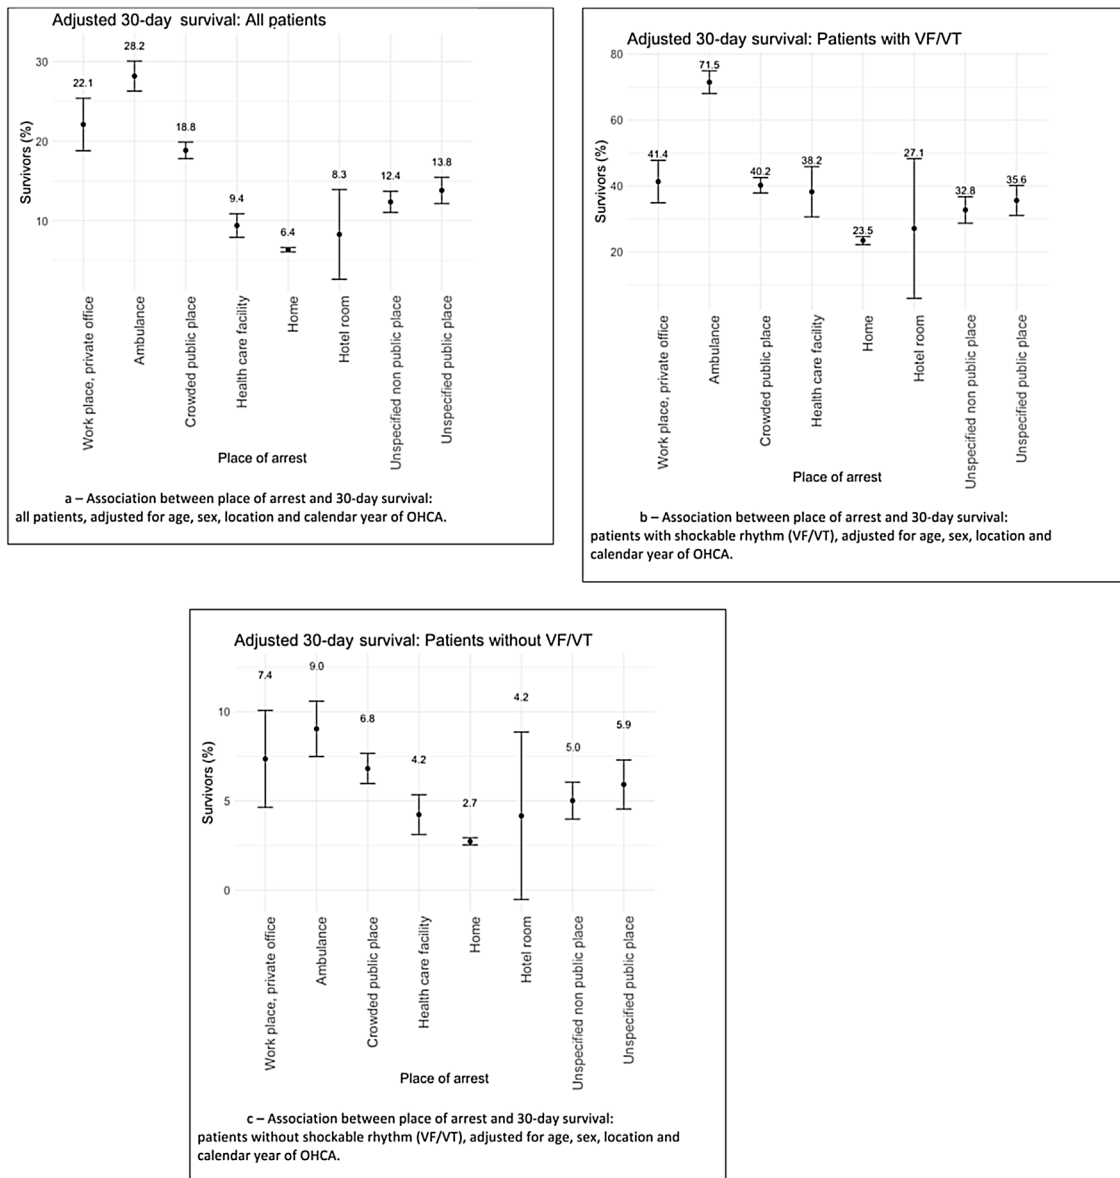 Adjusted 30-day survival: All patients
28.2
22.1
18.8
13.8
12.4
9.4
8.3
6.4
30
20
10
Survivors (%)
Work place, private office
Ambulance
Crowded public place
Health care facility
Home
Hotel room
Unspecified non public place
Unspecified public place
Place of arrest
a – Association between place of arrest and 30-day survival:
all patients, adjusted for age, sex, location and calendar year of OHCA.
Adjusted 30-day survival: Patients with VF/VT
80
60
40
20
Survivors (%)
41.4
71.5
40.2
38.2
23.5
27.1
32.8
35.6
Work place, private office
Ambulance
Crowded public place
Health care facility
Home
Hotel room
Unspecified non public place
Unspecified public place
Place of arrest
b – Association between place of arrest and 30-day survival:
patients with shockable rhythm (VF/VT), adjusted for age, sex, location and
calendar year of OHCA.
Adjusted 30-day survival: Patients without VF/VT
10
5
0
Survivors (%)
7.4
9.0
6.8
4.2
2.7
4.2
5.0
5.9
Work place, private office
Ambulance
Crowded public place
Health care facility
Home
Hotel room
Unspecified non public place
Unspecified public place
Place of arrest
c – Association between place of arrest and 30-day survival:
patients without shockable rhythm (VF/VT), adjusted for age, sex, location and
calendar year of OHCA.